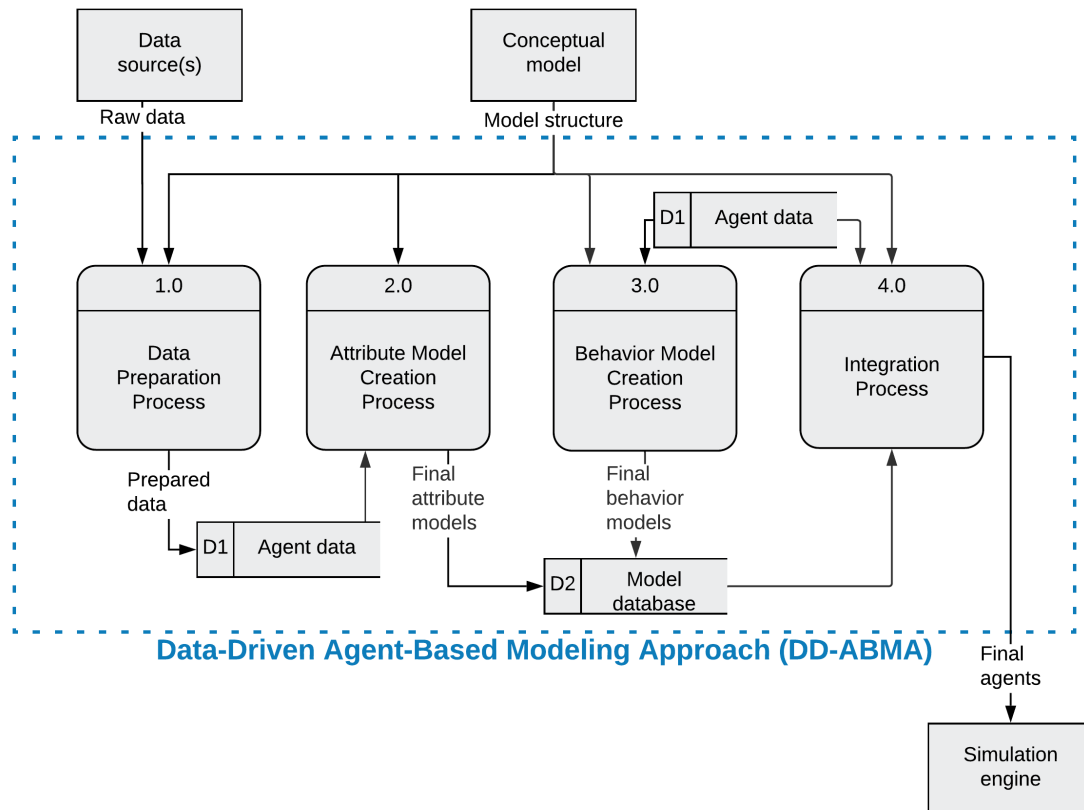 Data
source(s)
Conceptual
model
Raw data
Model structure
D1
Agent data
1.0
Data
Preparation
Process
2.0
Attribute Model
Creation
Process
3.0
Behavior Model
Creation
Process
4.0
Integration
Process
Prepared
data
Final
attribute
models
Final
behavior
models
D1
Agent data
D2
Model
database
Data-Driven Agent-Based Modeling Approach (DD-ABMA)
Final
agents
Simulation
engine